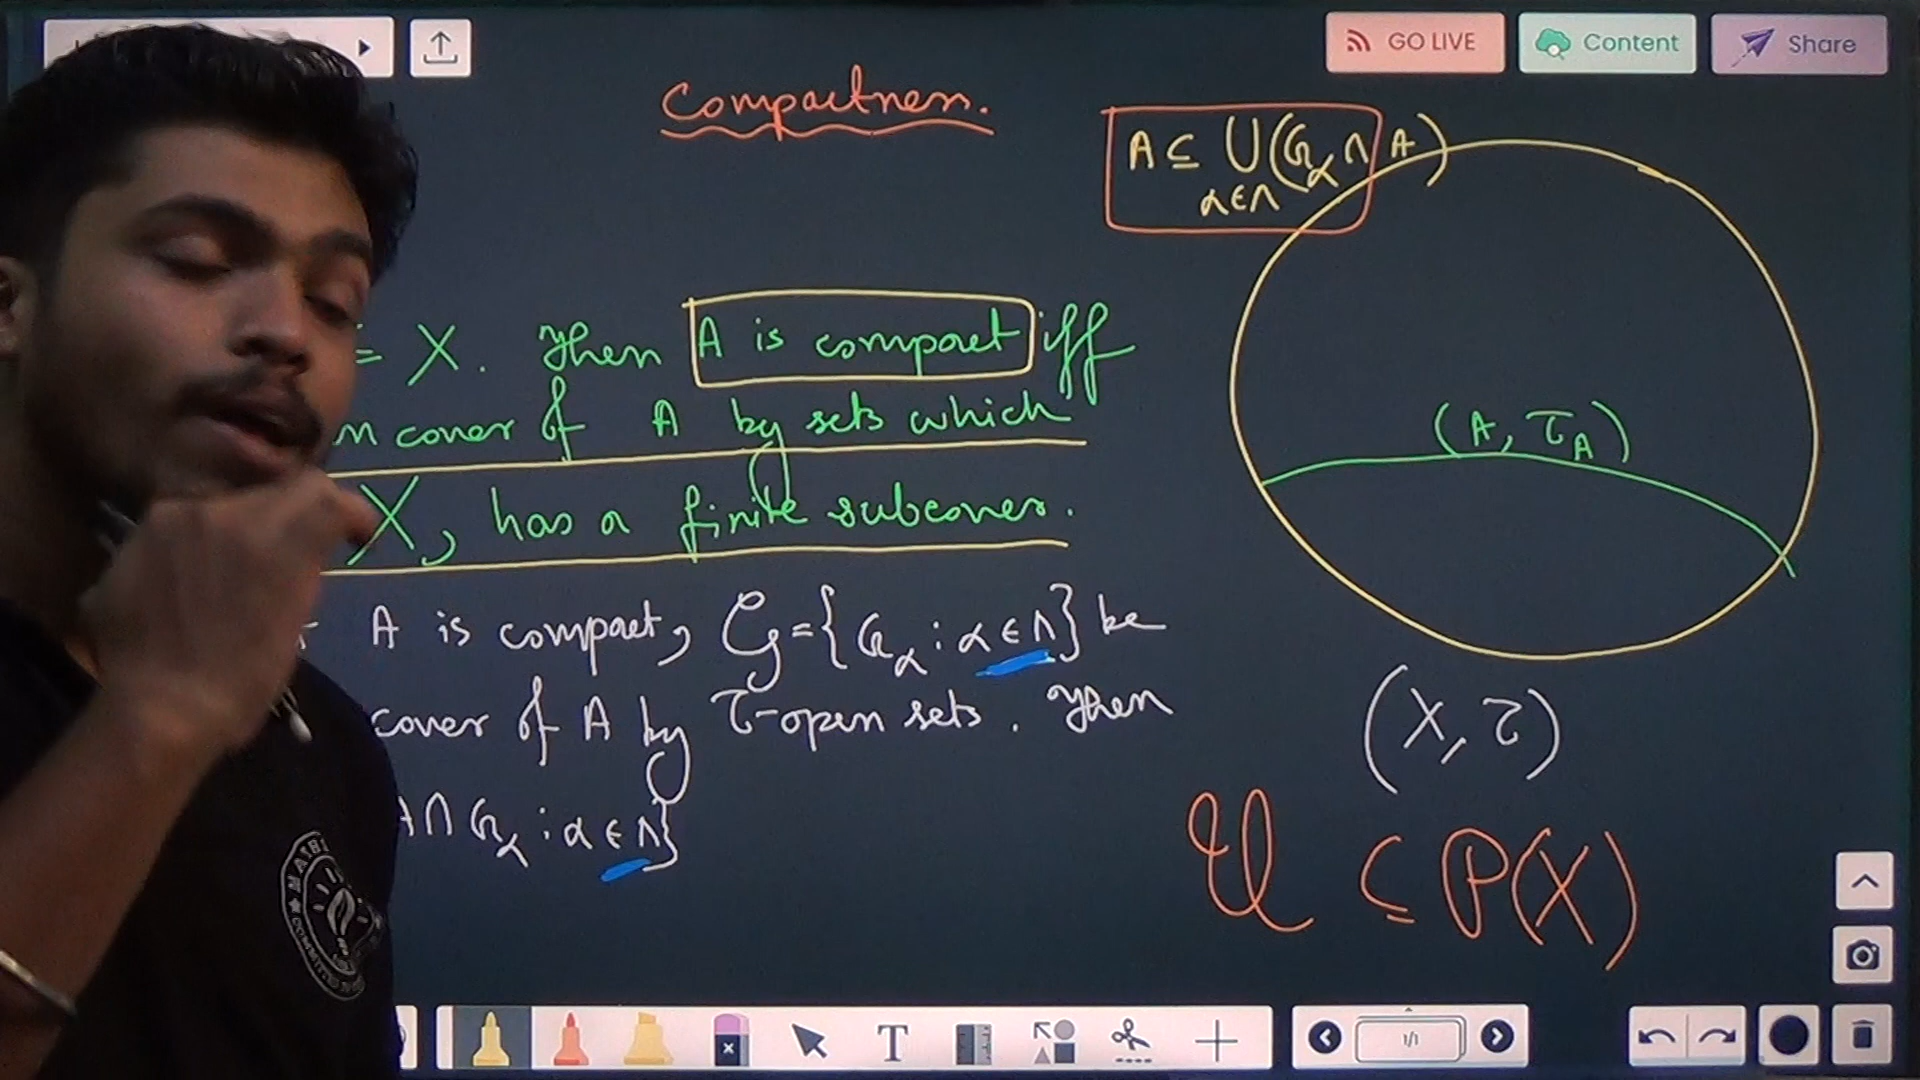 GO LIVE
Content
Share
Compactness.
A ⊆ ∪(G_α ∩ A)
α∈Λ
= X. Then A is compact iff
n cover of A by sets which
X, has a finite subcover.
(A, τ_A)
A is compact, G = {G_α : α ∈ Λ} be
cover of A by τ-open sets. Then
A∩G_α : α ∈ Λ}
(X, τ)
U ⊆ P(X)
T
1/1